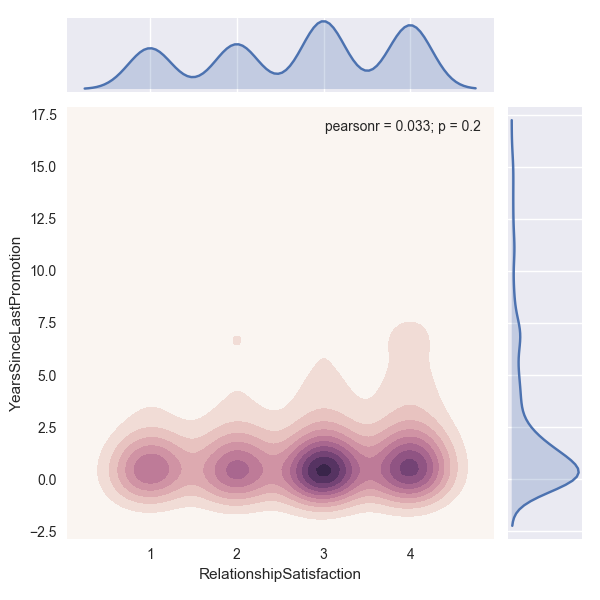 17.5
pearsonr = 0.033; p = 0.2
15.0
12.5
10.0
7.5
5.0
2.5
0.0
−2.5
YearsSinceLastPromotion
1 2 3 4
RelationshipSatisfaction